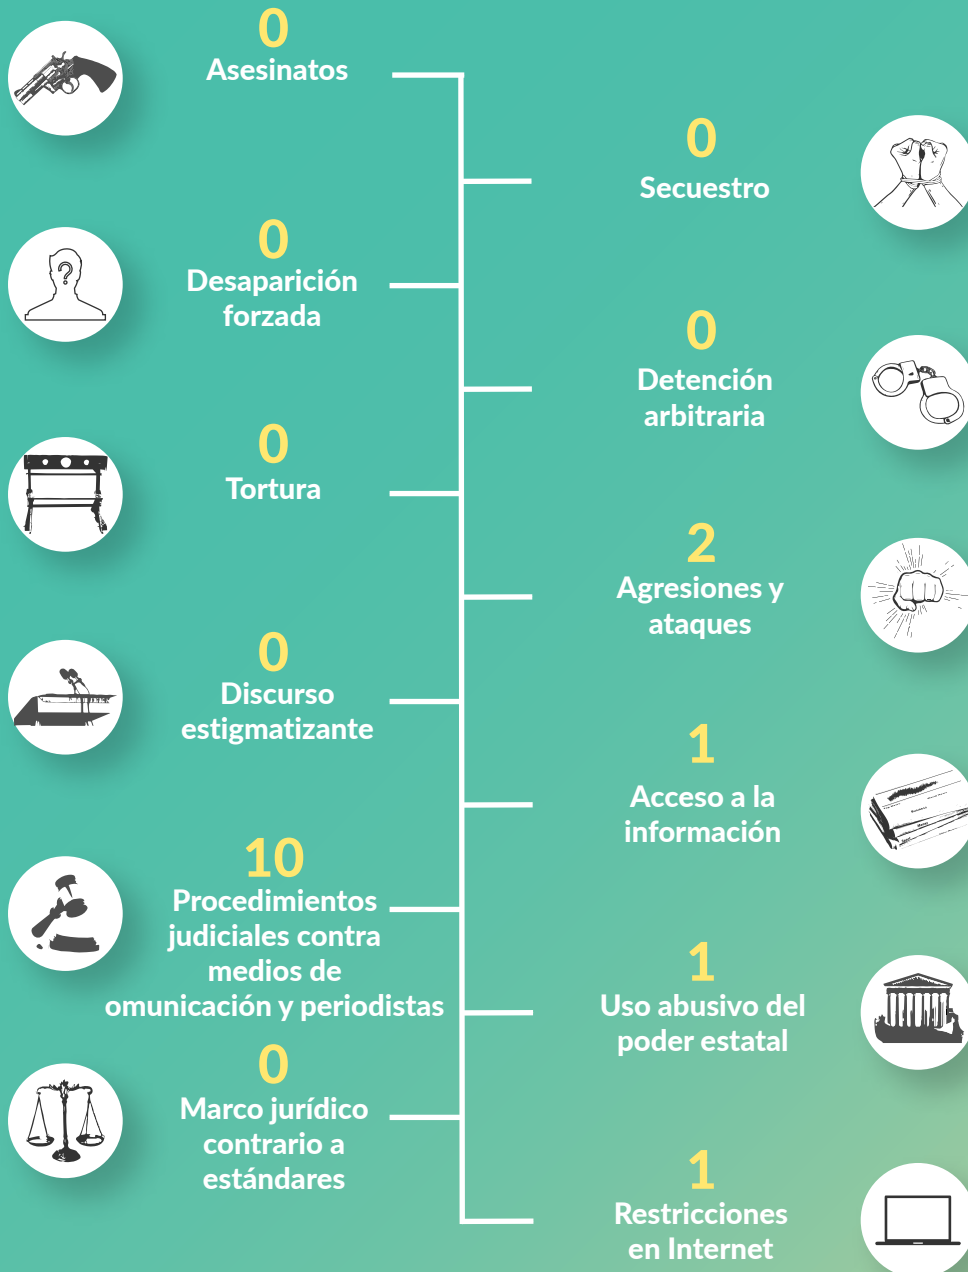 0
Asesinatos
0
Secuestro
0
Desaparición
forzada
0
Detención
arbitraria
0
Tortura
2
Agresiones y
ataques
0
Discurso
estigmatizante
1
Acceso a la
información
10
Procedimientos
judiciales contra
medios de
omunicación y periodistas
1
Uso abusivo del
poder estatal
0
Marco jurídico
contrario a
estándares
1
Restricciones
en Internet